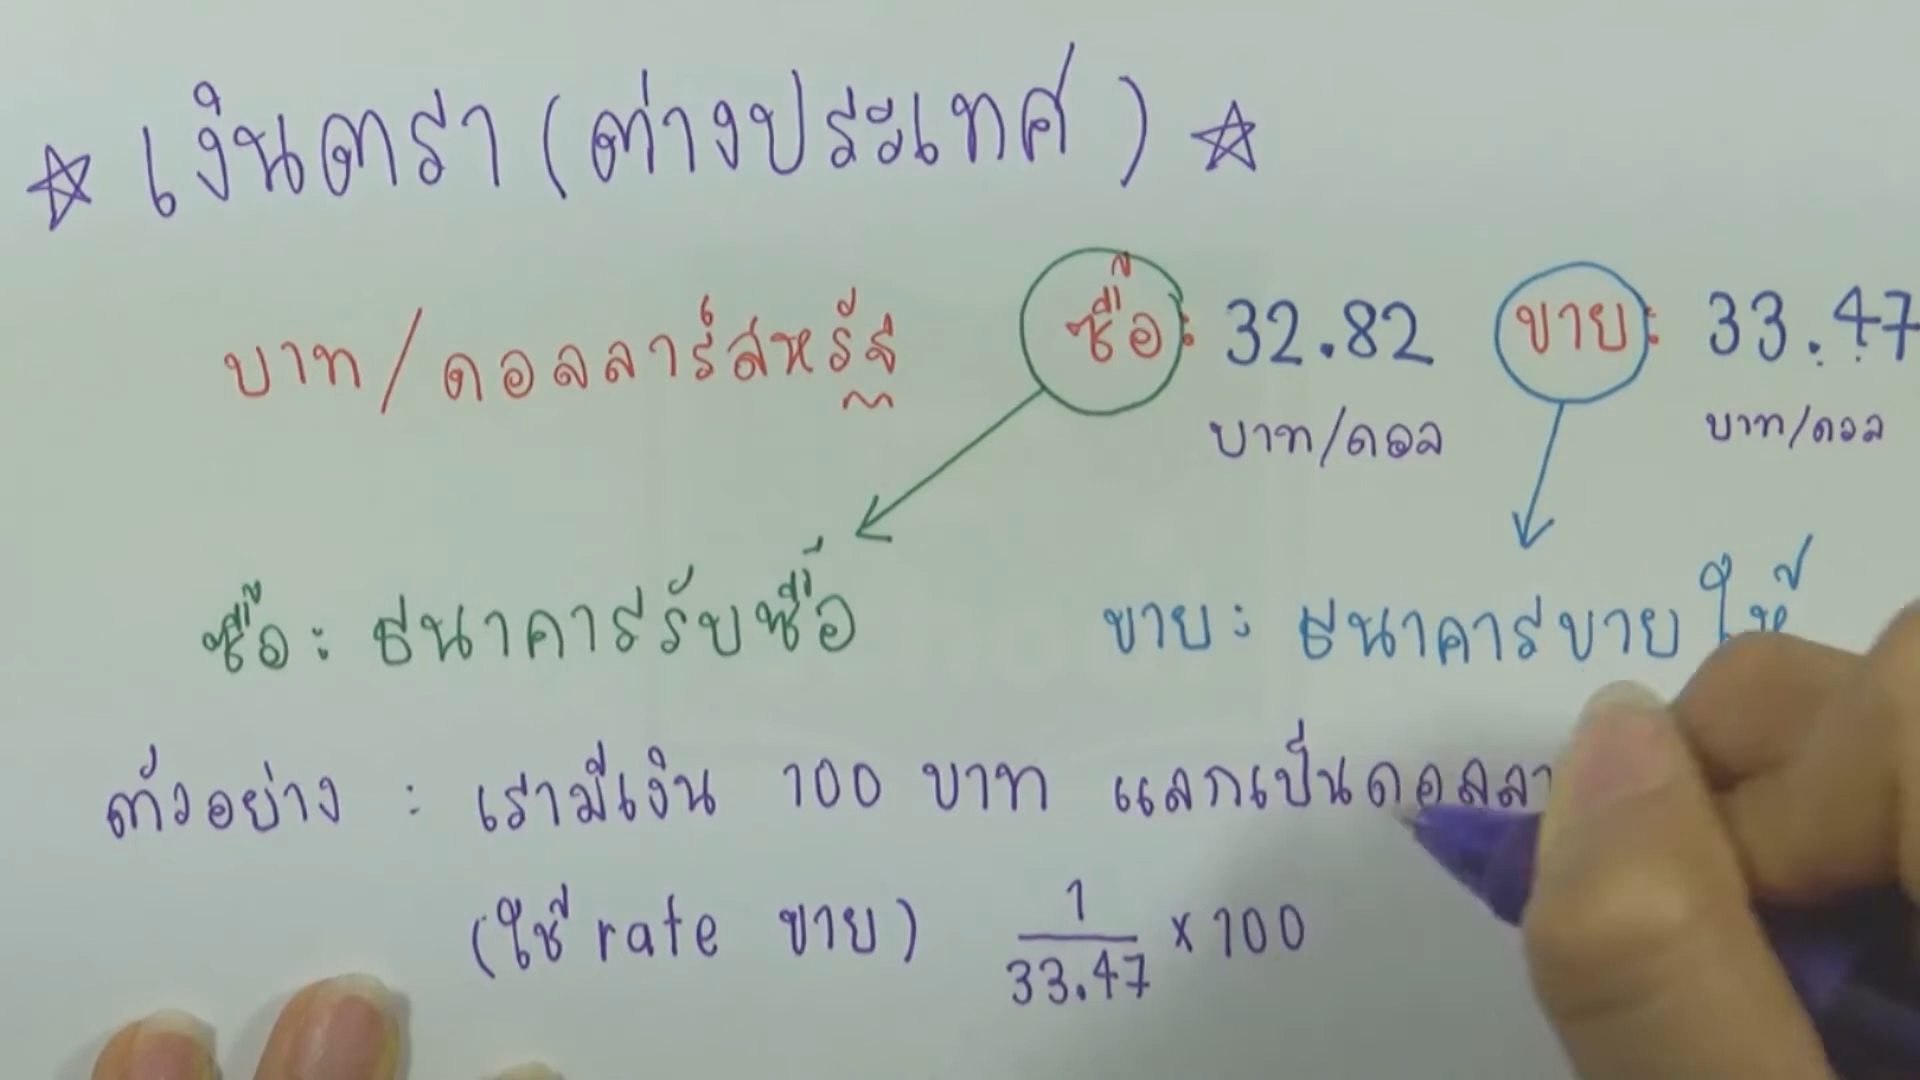 ☆ เงินตรา (ต่างประเทศ) ☆
บาท/ดอลลาร์สหรัฐ ซื้อ: 32.82 ขาย: 33.47
บาท/ดอล บาท/ดอล
ซื้อ: ธนาคารรับซื้อ ขาย: ธนาคารขายให้
ตัวอย่าง : เรามีเงิน 100 บาท แลกเป็นดอลลา
(ใช้ rate ขาย) 1/33.47 × 100